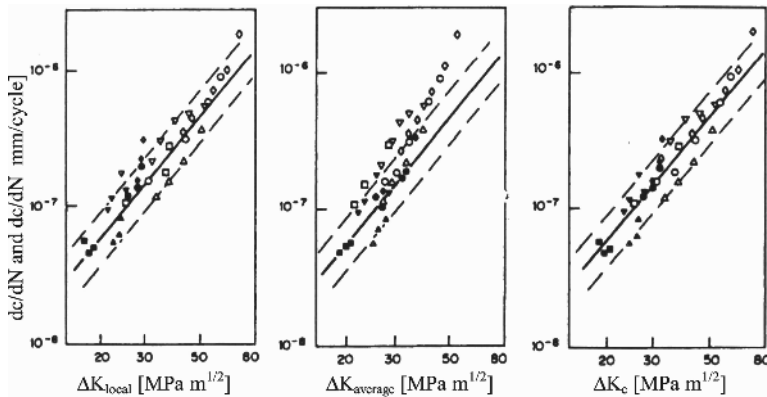 dc/dN and dc/dN mm/cycle
10⁻⁶
10⁻⁷
10⁻⁸
20 30 50 80
ΔK_local [MPa m^1/2]
10⁻⁶
10⁻⁷
10⁻⁸
20 30 50 80
ΔK_average [MPa m^1/2]
10⁻⁶
10⁻⁷
10⁻⁸
20 30 50 80
ΔK_c [MPa m^1/2]